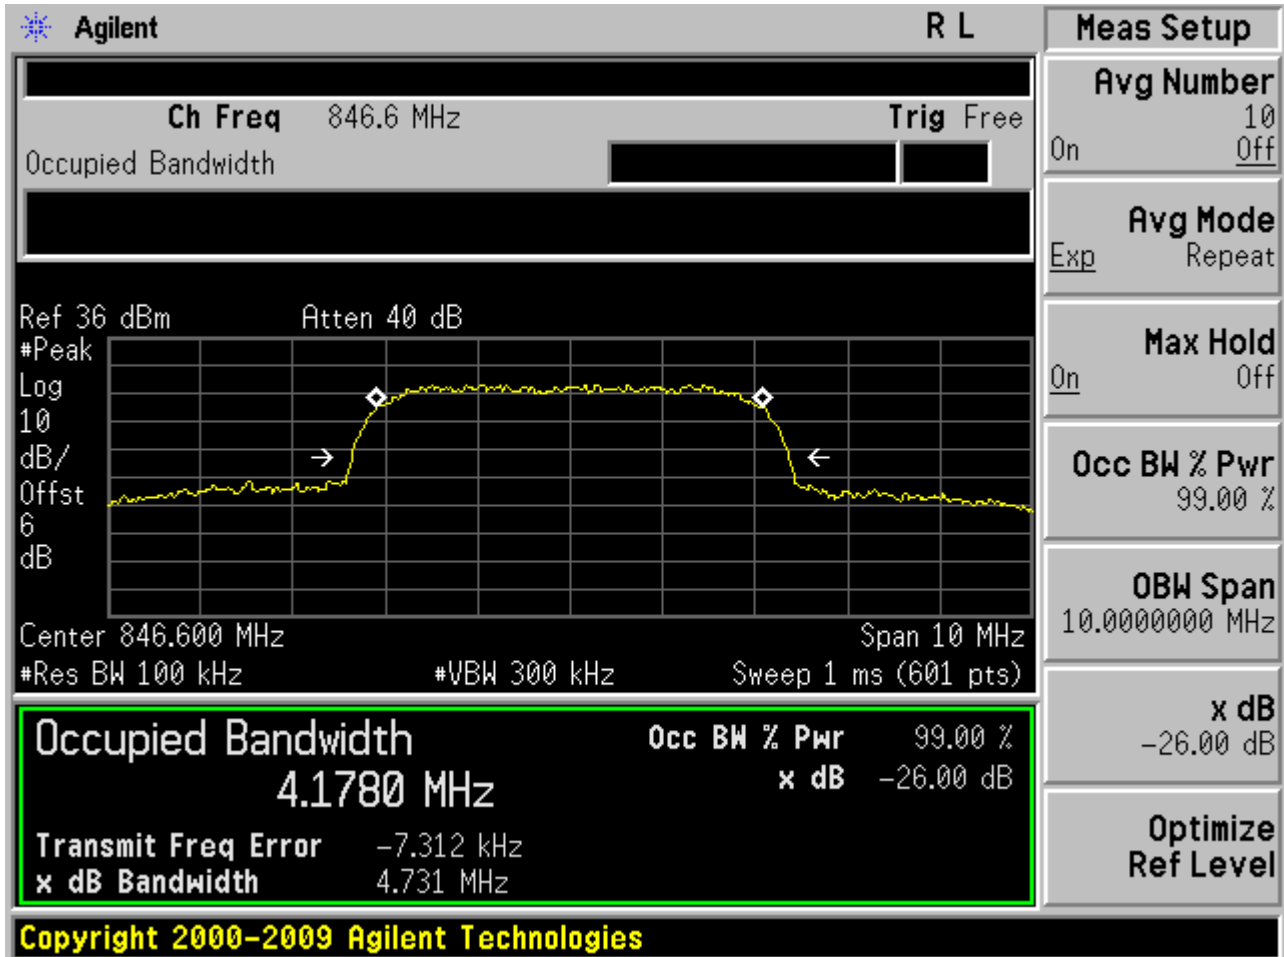 Agilent
R L
Meas Setup
Ch Freq 846.6 MHz
Trig Free
Occupied Bandwidth
Avg Number
10
On Off
Avg Mode
Exp Repeat
Max Hold
On Off
Occ BW % Pwr
99.00 %
OBW Span
10.0000000 MHz
x dB
-26.00 dB
Optimize
Ref Level
Ref 36 dBm
Atten 40 dB
#Peak
Log
10
dB/
Offst
6
dB
Center 846.600 MHz
Span 10 MHz
#Res BW 100 kHz
#VBW 300 kHz
Sweep 1 ms (601 pts)
Occupied Bandwidth
4.1780 MHz
Occ BW % Pwr 99.00 %
x dB -26.00 dB
Transmit Freq Error -7.312 kHz
x dB Bandwidth 4.731 MHz
Copyright 2000-2009 Agilent Technologies